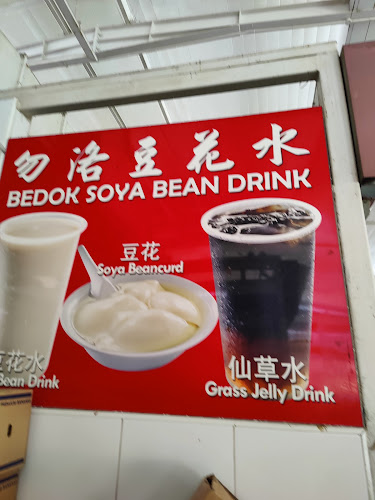 勿洛豆花水
BEDOK SOYA BEAN DRINK
豆花
Soya Beancurd
豆花水
Bean Drink
仙草水
Grass Jelly Drink